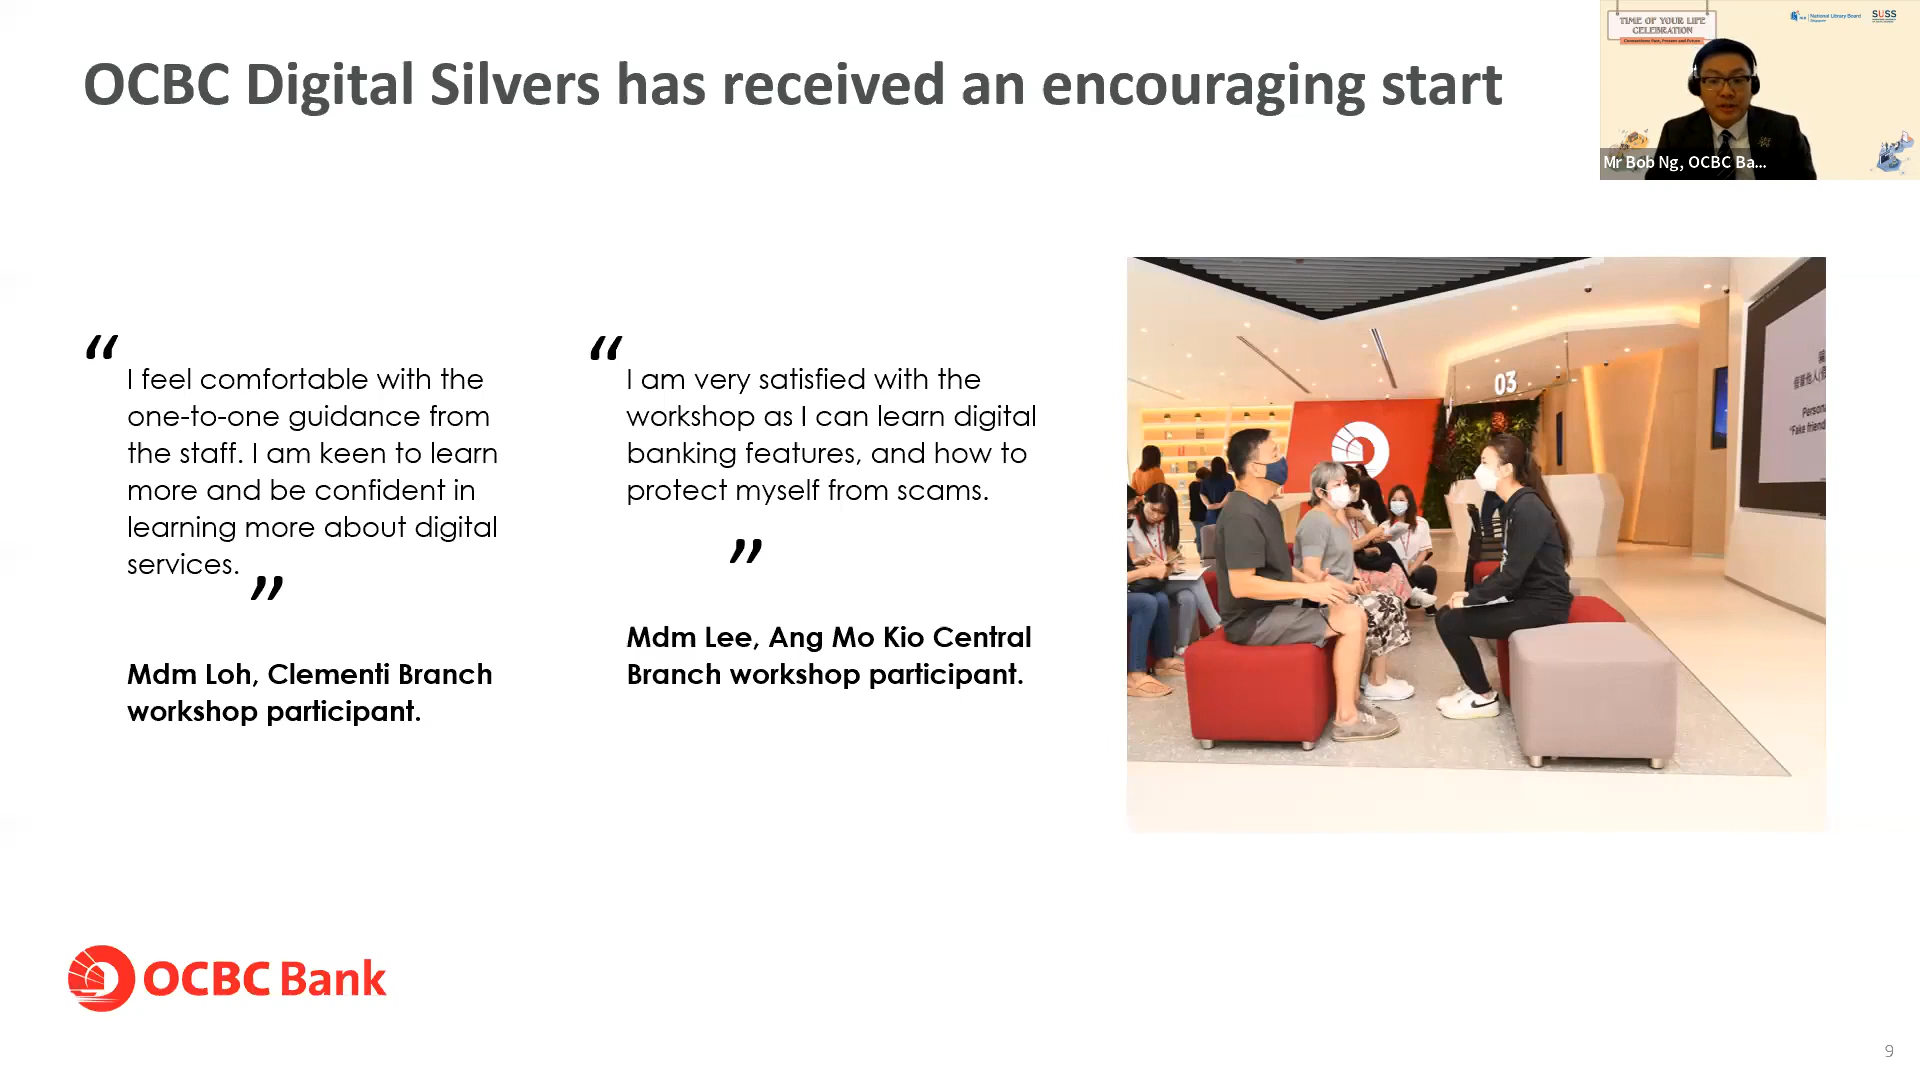 OCBC Digital Silvers has received an encouraging start
TIME OF YOUR LIFE
CELEBRATION
National Library Board
Singapore
SUSS
Mr Bob Ng, OCBC Ba...
“
I feel comfortable with the
one-to-one guidance from
the staff. I am keen to learn
more and be confident in
learning more about digital
services.
”
Mdm Loh, Clementi Branch
workshop participant.
“
I am very satisfied with the
workshop as I can learn digital
banking features, and how to
protect myself from scams.
”
Mdm Lee, Ang Mo Kio Central
Branch workshop participant.
03
OCBC Bank
9